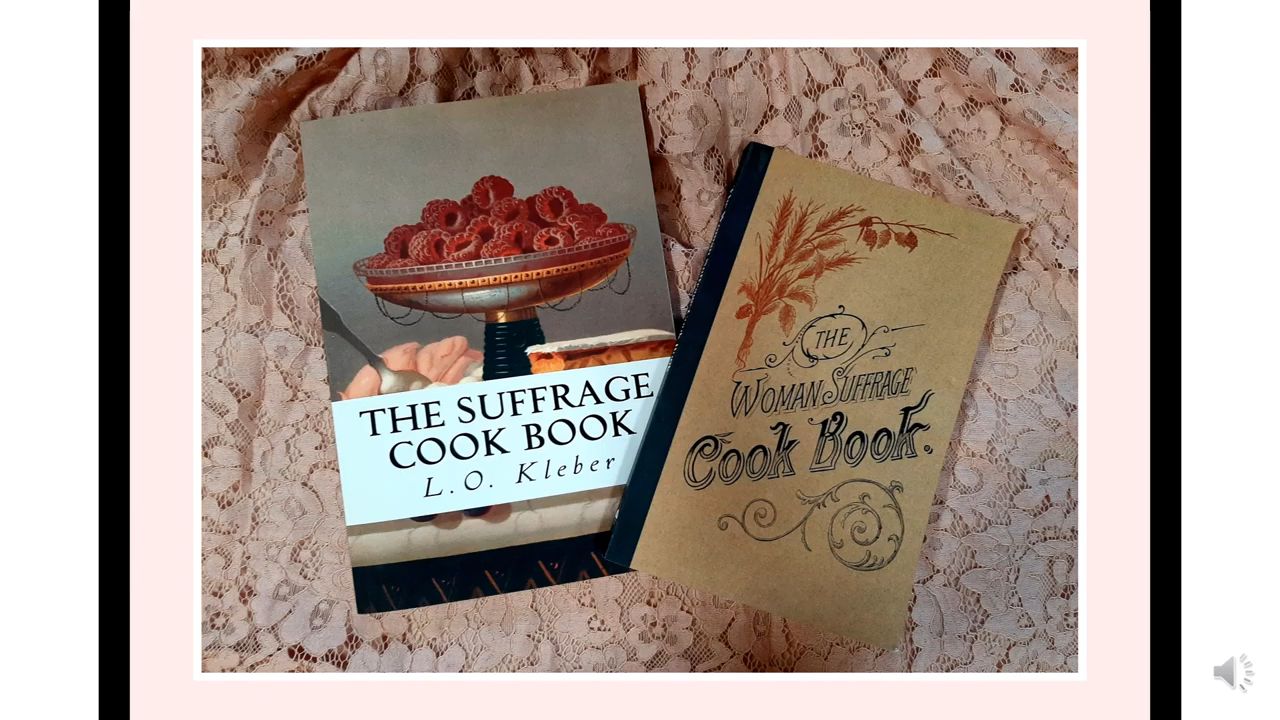 THE SUFFRAGE
COOK BOOK
L.O. Kleber
THE
WOMAN SUFFRAGE
Cook Book.